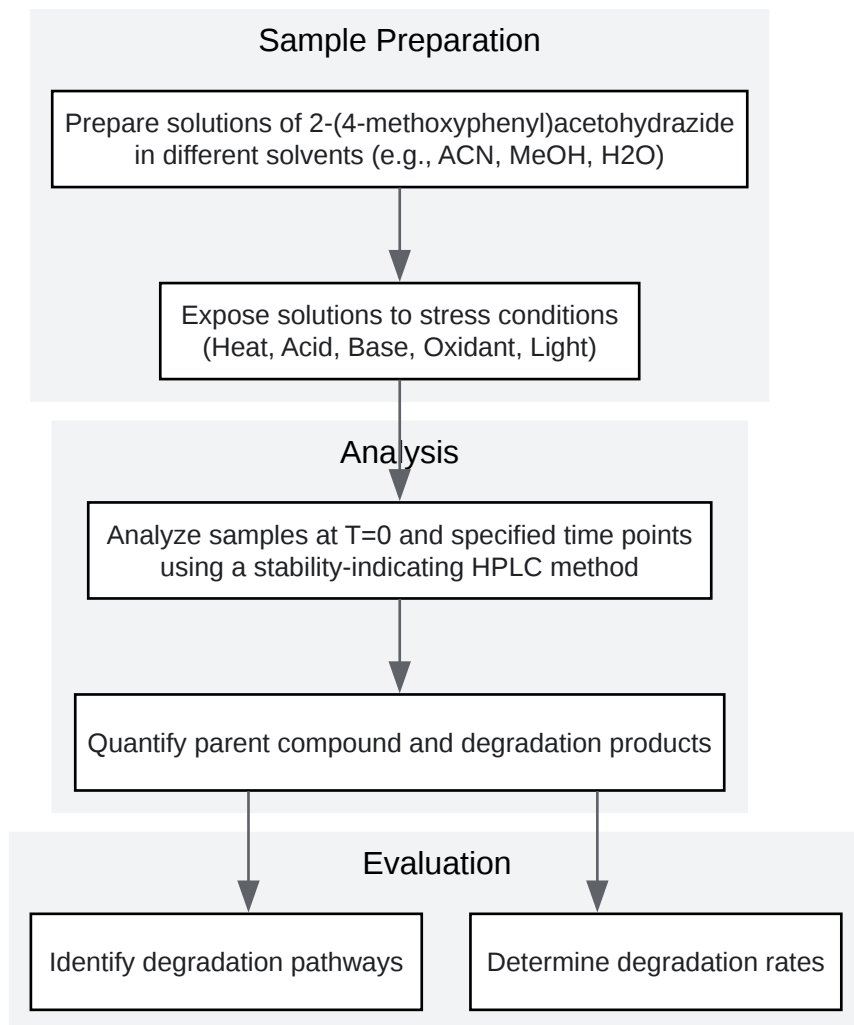 Sample Preparation
Prepare solutions of 2-(4-methoxyphenyl)acetohydrazide
in different solvents (e.g., ACN, MeOH, H2O)
Expose solutions to stress conditions
(Heat, Acid, Base, Oxidant, Light)
Analysis
Analyze samples at T=0 and specified time points
using a stability-indicating HPLC method
Quantify parent compound and degradation products
Evaluation
Identify degradation pathways
Determine degradation rates